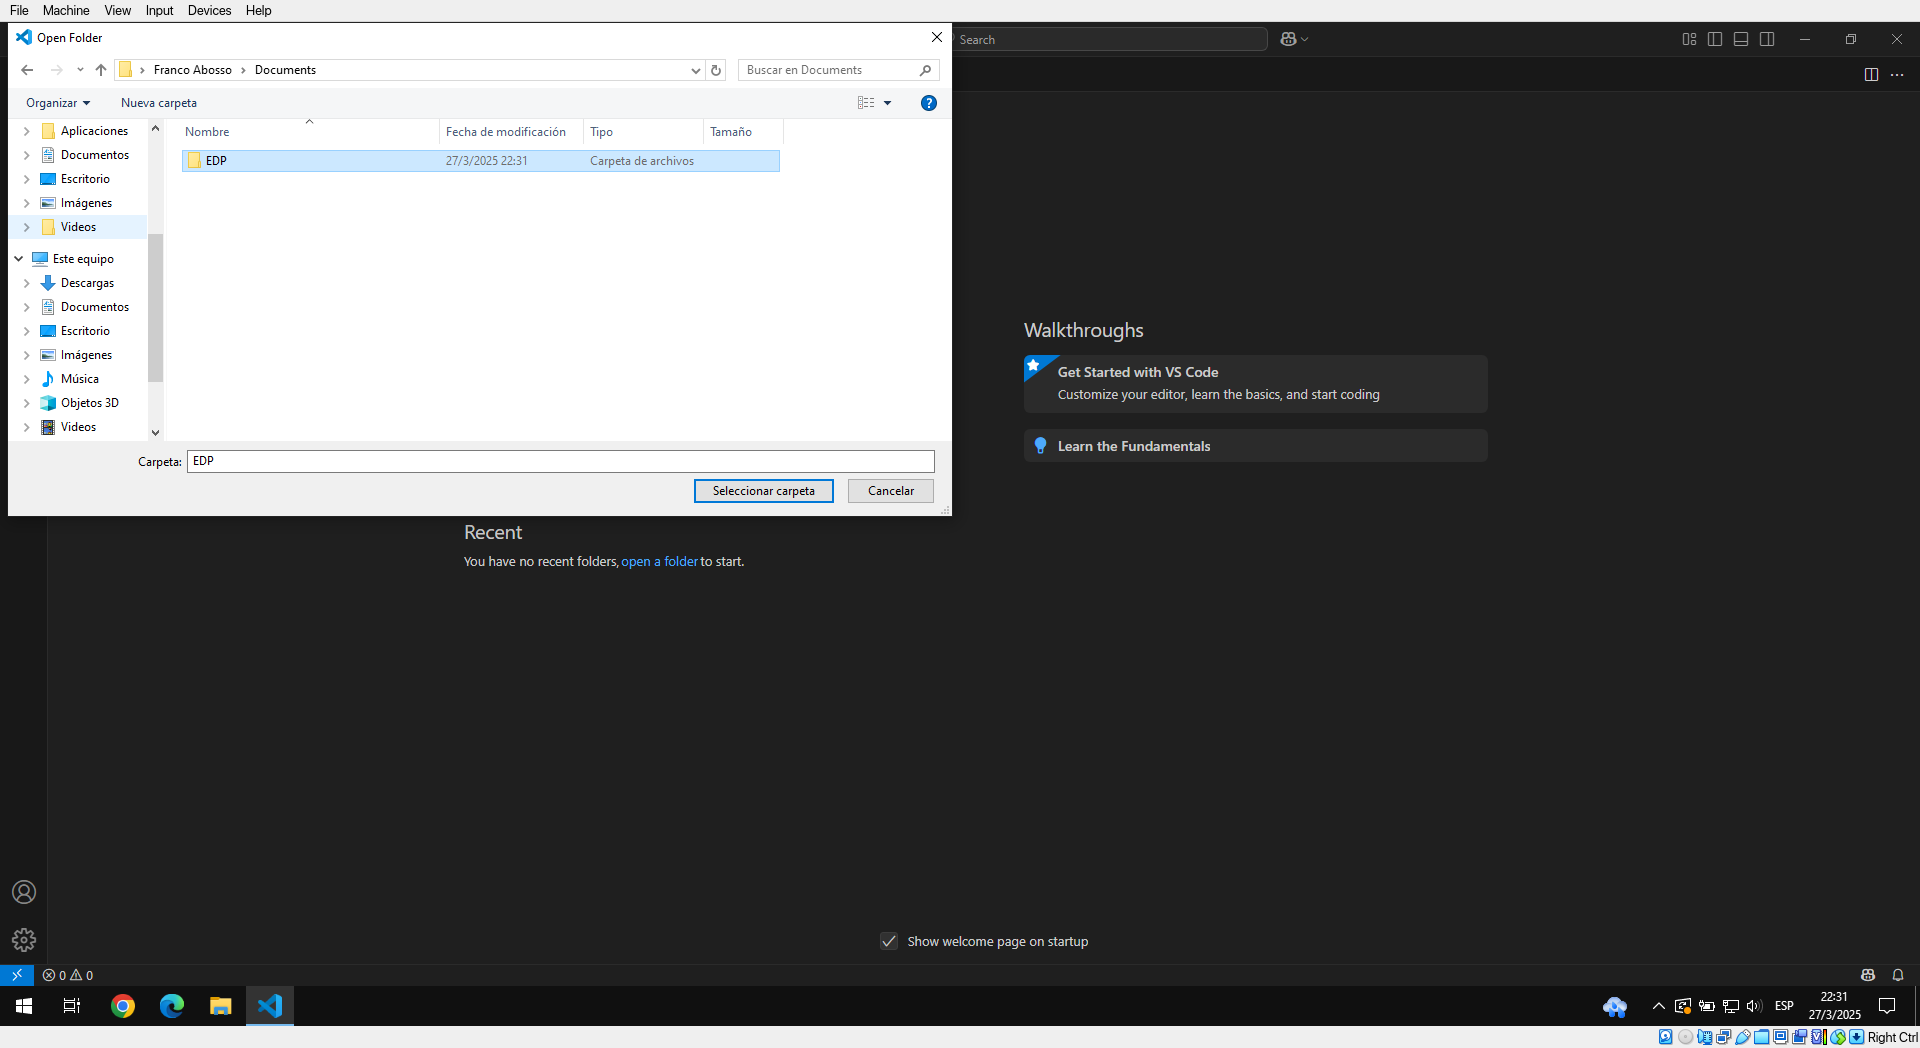 File Machine View Input Devices Help
Open Folder
Search
Franco Abosso Documents
Buscar en Documents
Organizar Nueva carpeta
Nombre Fecha de modificación Tipo Tamaño
EDP 27/3/2025 22:31 Carpeta de archivos
Aplicaciones
Documentos
Escritorio
Imágenes
Videos
Este equipo
Descargas
Documentos
Escritorio
Imágenes
Música
Objetos 3D
Videos
Carpeta: EDP
Seleccionar carpeta Cancelar
Walkthroughs
Get Started with VS Code
Customize your editor, learn the basics, and start coding
Learn the Fundamentals
Recent
You have no recent folders, open a folder to start.
Show welcome page on startup
0 0
ESP
22:31
27/3/2025
Right Ctrl